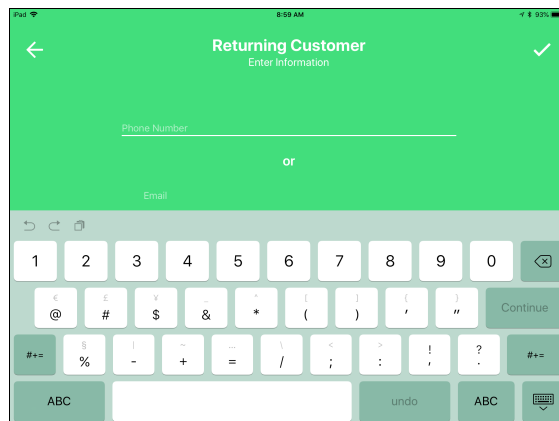 iPad 8:59 AM 93%
Returning Customer
Enter Information
Phone Number
or
Email
1 2 3 4 5 6 7 8 9 0
€ £ ¥ _ ^ [ ] { }
@ # $ & * ( ) ' " Continue
§ | ~ … \ < > ! ?
#+= % - + = / ; : , . #+=
ABC undo ABC